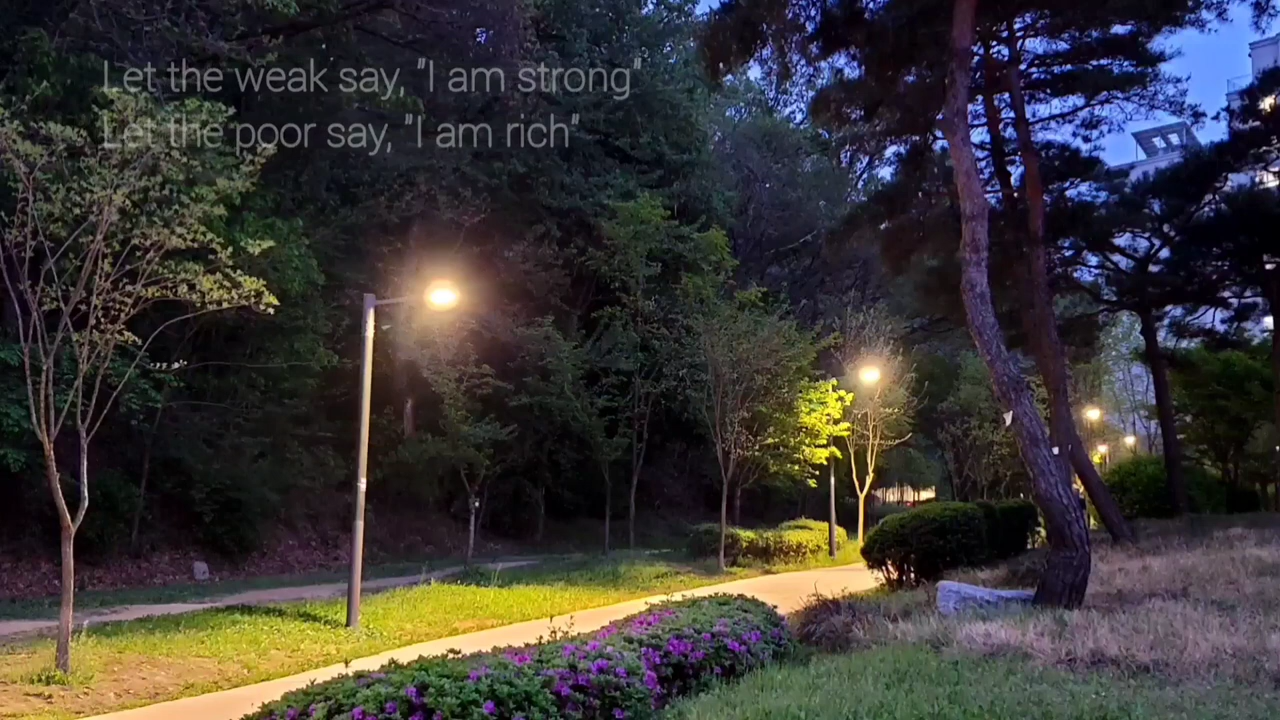 Let the weak say, "I am strong"
Let the poor say, "I am rich"